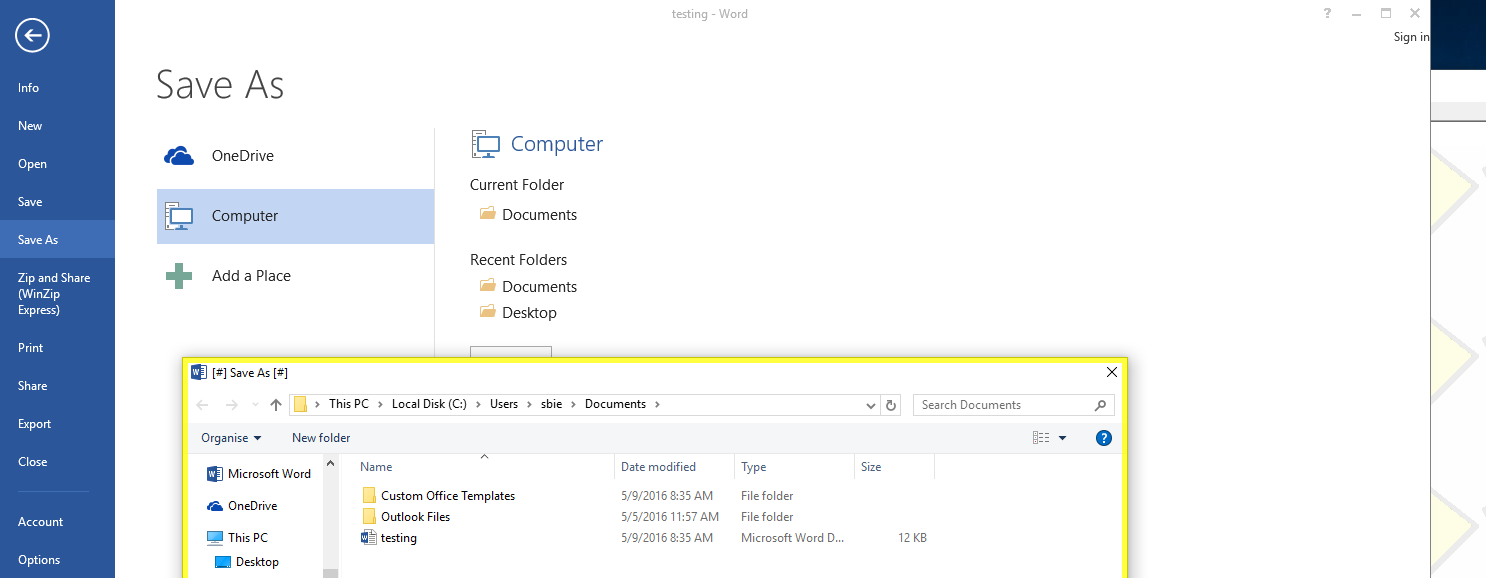 testing - Word
?
Sign in
Info
New
Open
Save
Save As
Zip and Share
(WinZip
Express)
Print
Share
Export
Close
Account
Options
Save As
OneDrive
Computer
Add a Place
Computer
Current Folder
Documents
Recent Folders
Documents
Desktop
[#] Save As [#]
This PC > Local Disk (C:) > Users > sbie > Documents >
Search Documents
Organise
New folder
?
Microsoft Word
OneDrive
This PC
Desktop
Name Date modified Type Size
Custom Office Templates 5/9/2016 8:35 AM File folder
Outlook Files 5/5/2016 11:57 AM File folder
testing 5/9/2016 8:35 AM Microsoft Word D... 12 KB